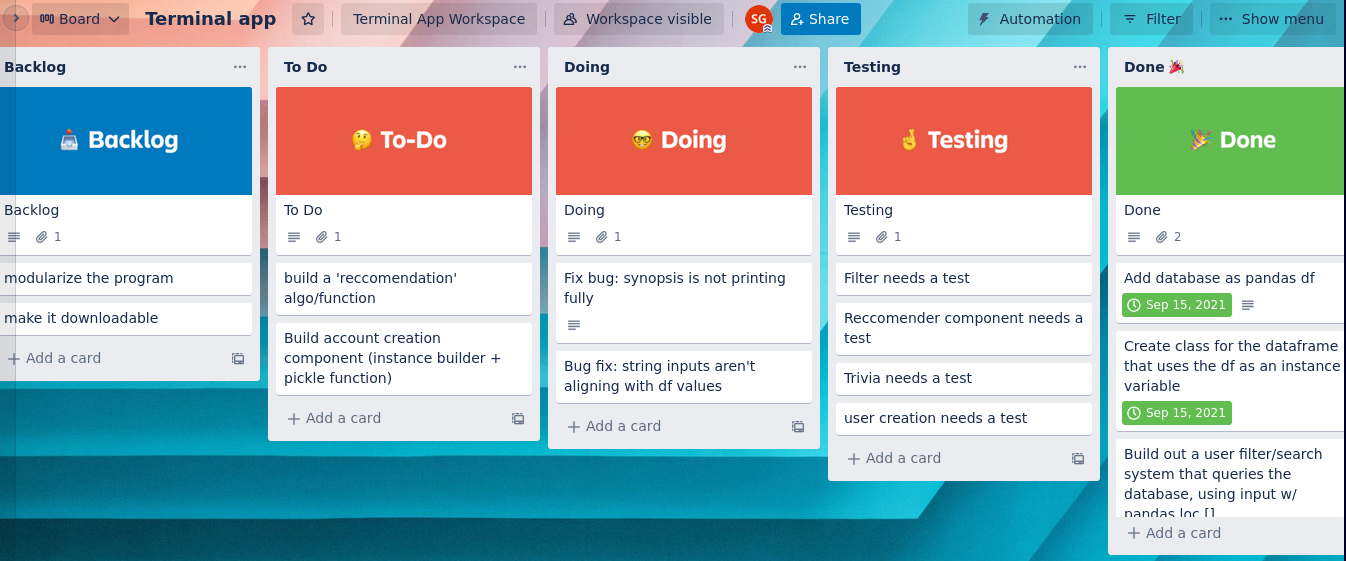 Board
Terminal app
Terminal App Workspace
Workspace visible
SG
Share
Automation
Filter
Show menu
Backlog
Backlog
Backlog
1
modularize the program
make it downloadable
Add a card
To Do
To-Do
To Do
1
build a 'reccomendation'
algo/function
Build account creation
component (instance builder +
pickle function)
Add a card
Doing
Doing
Doing
1
Fix bug: synopsis is not printing
fully
Bug fix: string inputs aren't
aligning with df values
Add a card
Testing
Testing
Testing
1
Filter needs a test
Reccomender component needs a
test
Trivia needs a test
user creation needs a test
Add a card
Done
Done
Done
2
Add database as pandas df
Sep 15, 2021
Create class for the dataframe
that uses the df as an instance
variable
Sep 15, 2021
Build out a user filter/search
system that queries the
database, using input w/
pandas loc []
Add a card